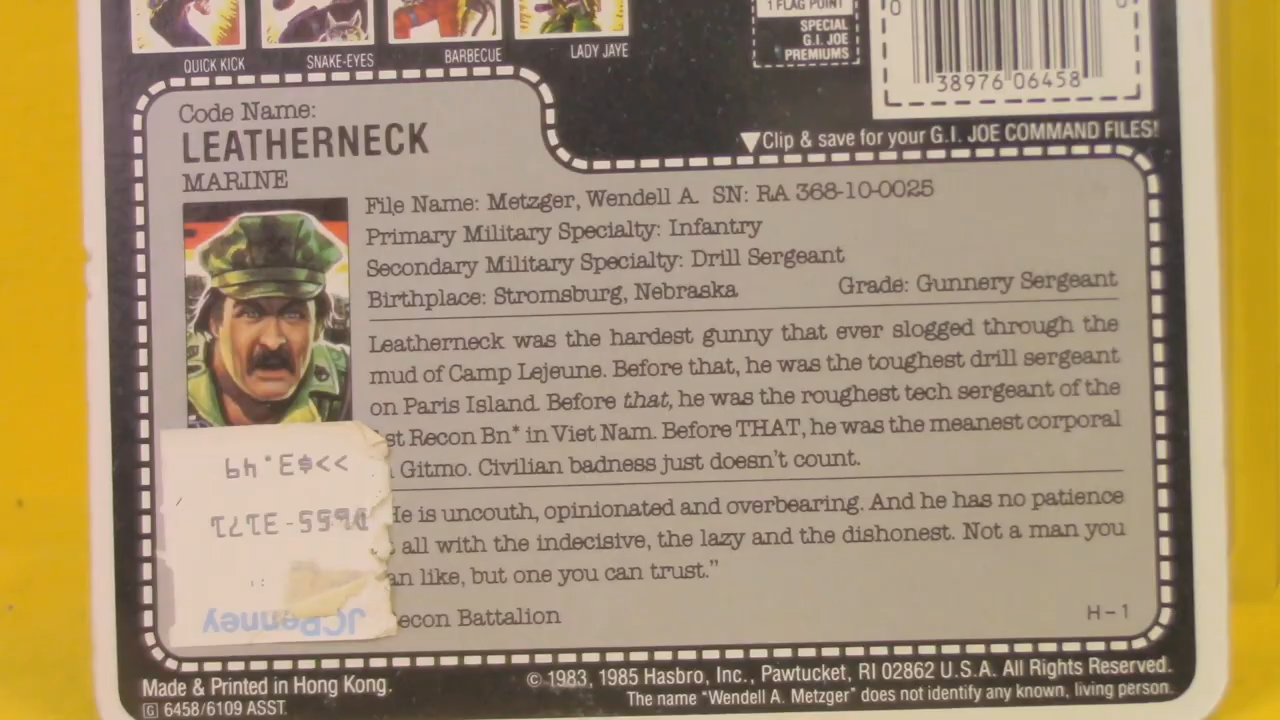 1 FLAG POINT
SPECIAL
G.I. JOE
PREMIUMS
QUICK KICK
SNAKE-EYES
BARBECUE
LADY JAYE
0
38976 06458
▼Clip & save for your G.I. JOE COMMAND FILES!
Code Name:
LEATHERNECK
MARINE
File Name: Metzger, Wendell A. SN: RA 368-10-0025
Primary Military Specialty: Infantry
Secondary Military Specialty: Drill Sergeant
Birthplace: Stromsburg, Nebraska Grade: Gunnery Sergeant
Leatherneck was the hardest gunny that ever slogged through the
mud of Camp Lejeune. Before that, he was the toughest drill sergeant
on Paris Island. Before that, he was the roughest tech sergeant of the
st Recon Bn* in Viet Nam. Before THAT, he was the meanest corporal
Gitmo. Civilian badness just doesn't count.
He is uncouth, opinionated and overbearing. And he has no patience
all with the indecisive, the lazy and the dishonest. Not a man you
an like, but one you can trust."
econ Battalion
H-1
>>$3.49
3171
JCPenney
Made & Printed in Hong Kong.
G 6458/6109 ASST.
© 1983, 1985 Hasbro, Inc., Pawtucket, RI 02862 U.S.A. All Rights Reserved.
The name "Wendell A. Metzger" does not identify any known, living person.